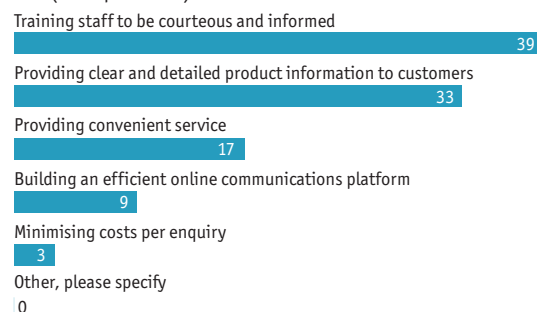 Training staff to be courteous and informed
39
Providing clear and detailed product information to customers
33
Providing convenient service
17
Building an efficient online communications platform
9
Minimising costs per enquiry
3
Other, please specify
0